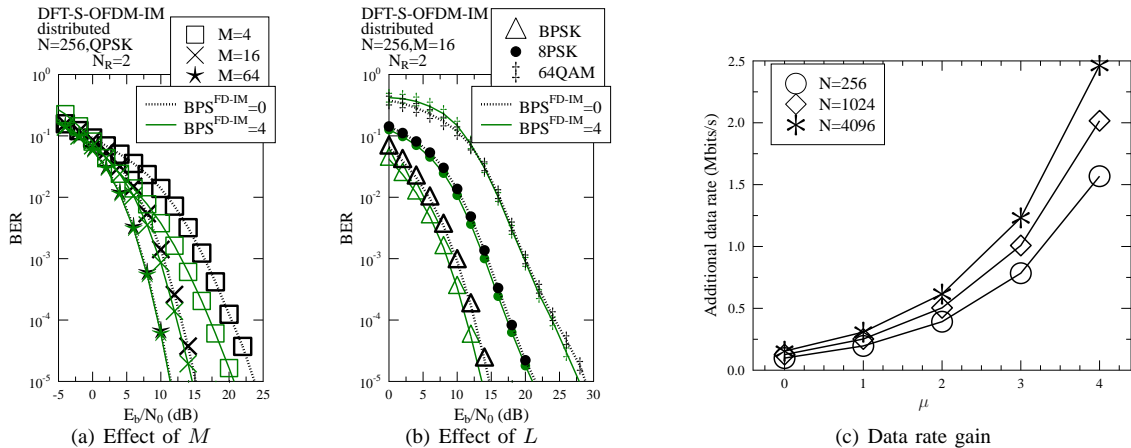 DFT-S-OFDM-IM
distributed
N=256,QPSK
N_R=2
M=4
M=16
M=64
BPS^FD-IM=0
BPS^FD-IM=4
10^0
10^-1
10^-2
10^-3
10^-4
10^-5
BER
-5 0 5 10 15 20 25
E_b/N_0 (dB)
(a) Effect of M
DFT-S-OFDM-IM
distributed
N=256,M=16
N_R=2
BPSK
8PSK
64QAM
BPS^FD-IM=0
BPS^FD-IM=4
10^0
10^-1
10^-2
10^-3
10^-4
10^-5
BER
0 5 10 15 20 25 30
E_b/N_0 (dB)
(b) Effect of L
N=256
N=1024
N=4096
2.5
2.0
1.5
1.0
0.5
0.0
Additional data rate (Mbits/s)
0 1 2 3 4
μ
(c) Data rate gain